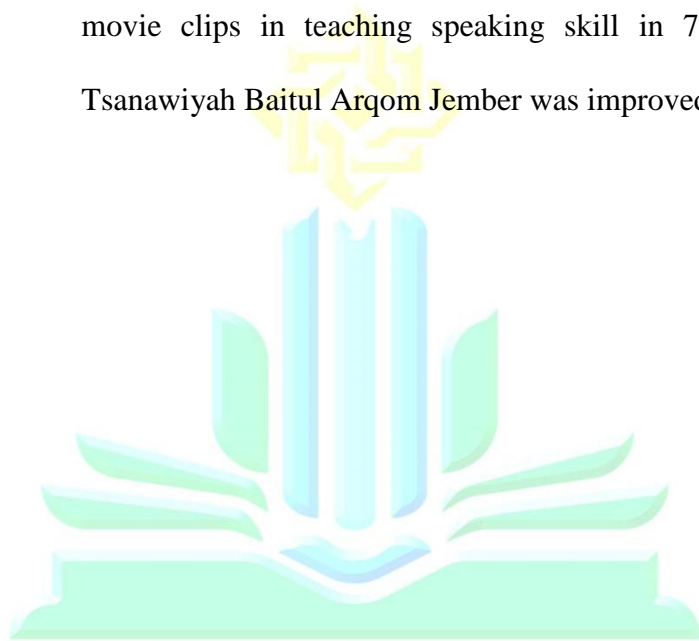 movie clips in teaching speaking skill in 7
Tsanawiyah Baitul Arqom Jember was improved